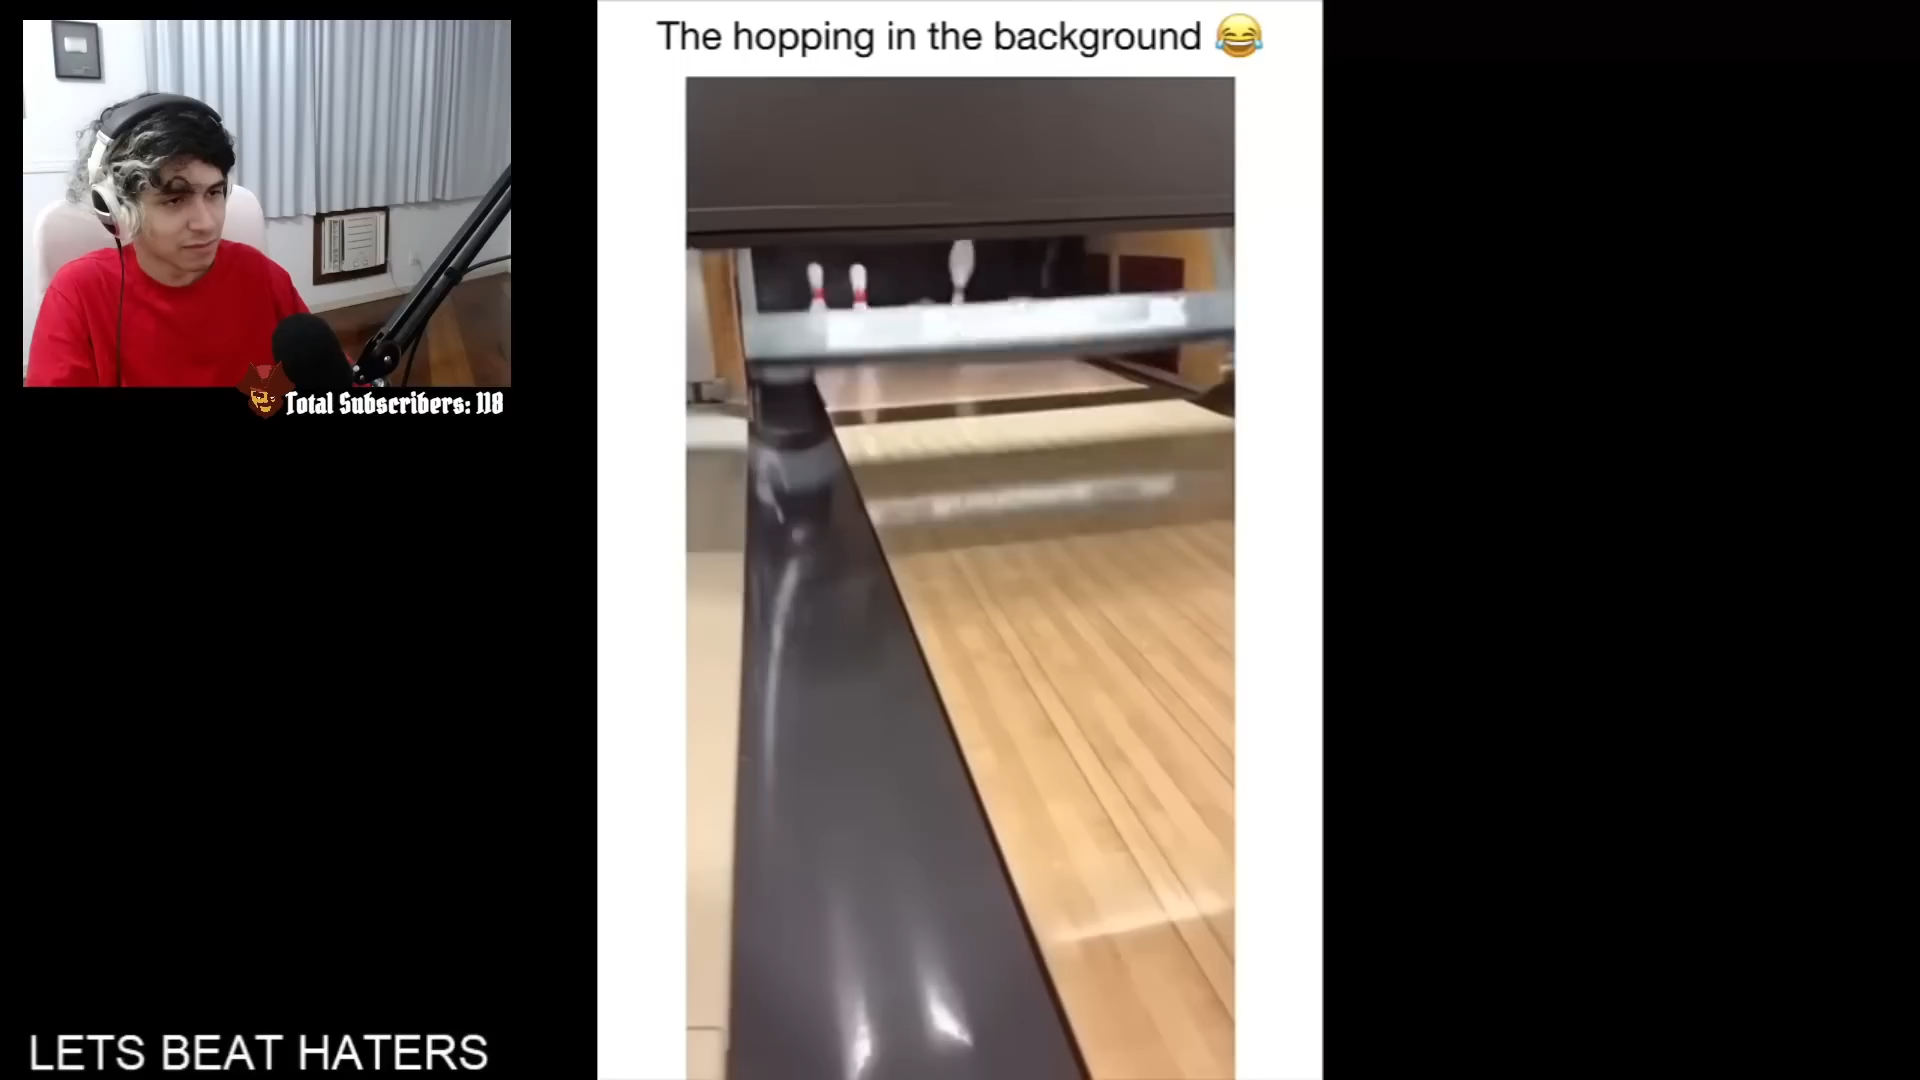 The hopping in the background 😂
Total Subscribers: 118
LETS BEAT HATERS